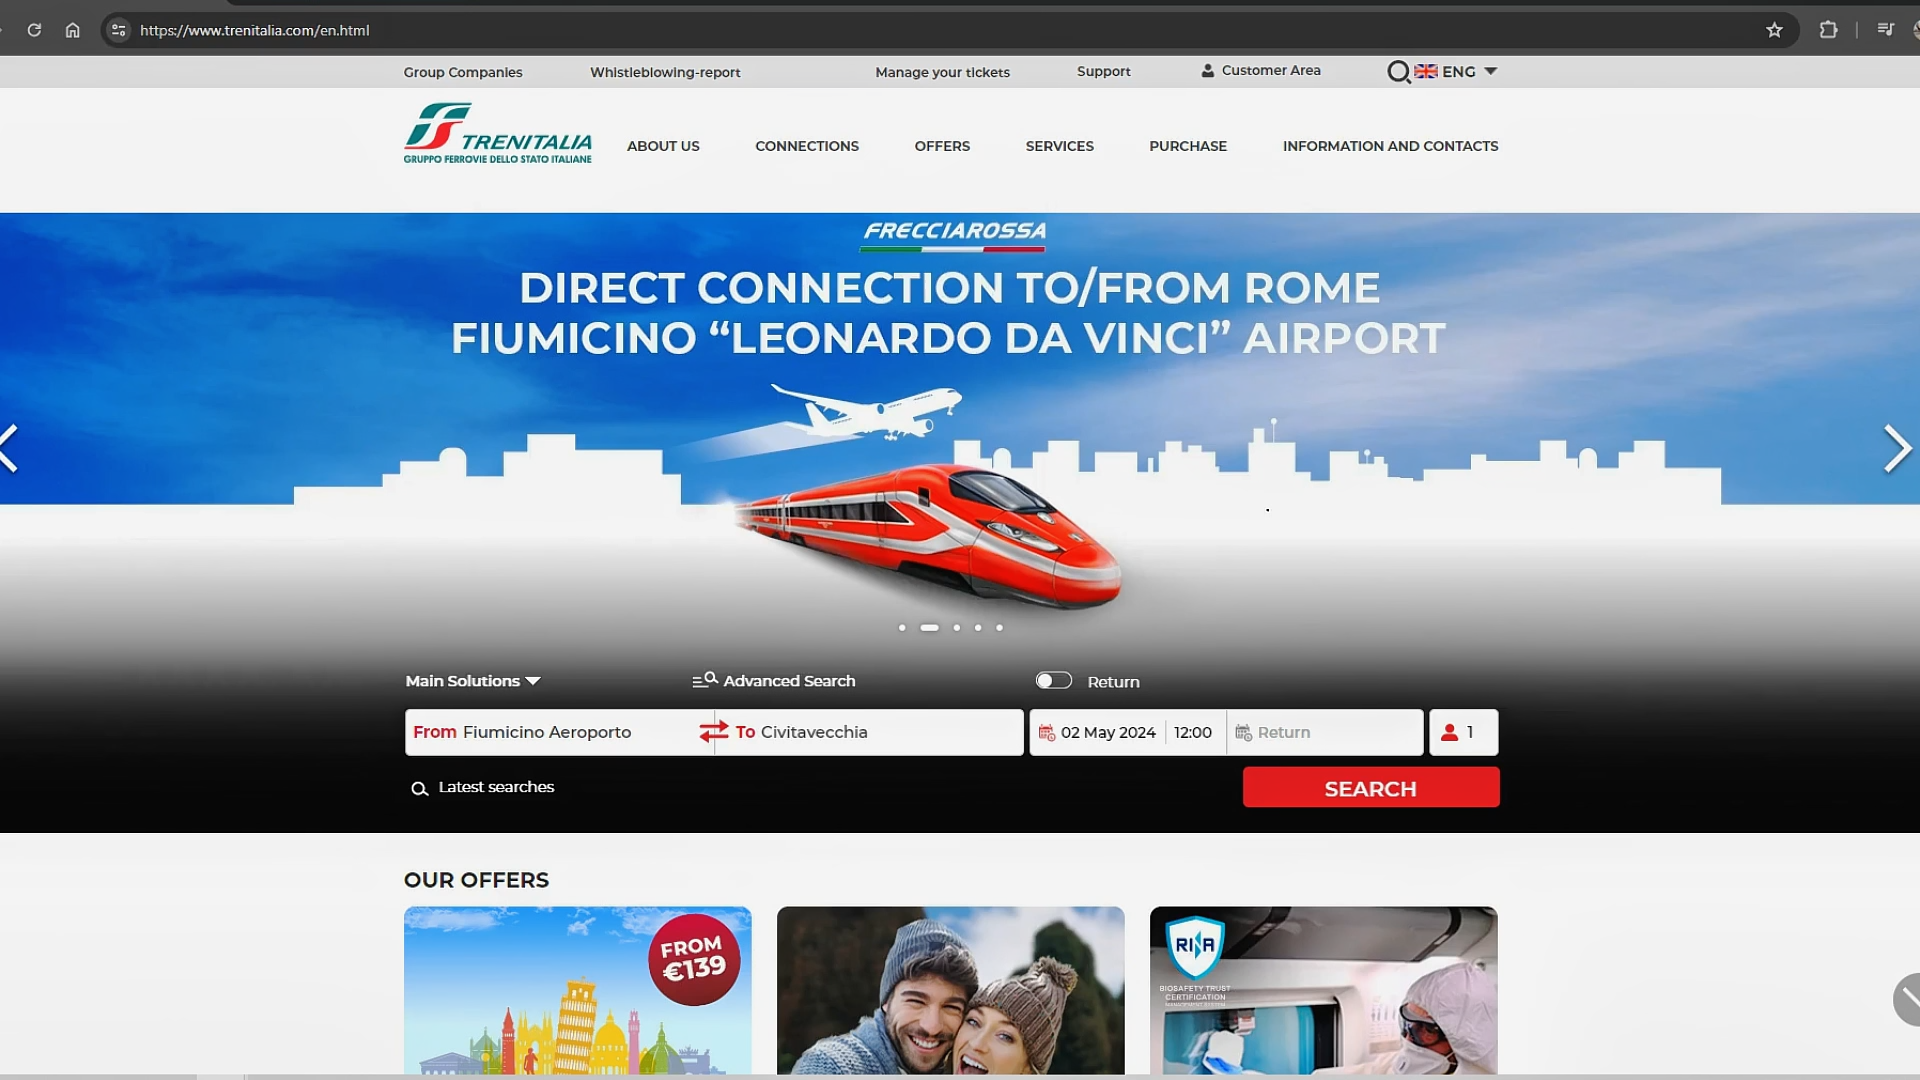 https://www.trenitalia.com/en.html
Group Companies
Whistleblowing-report
Manage your tickets
Support
Customer Area
ENG
TRENITALIA
GRUPPO FERROVIE DELLO STATO ITALIANE
ABOUT US
CONNECTIONS
OFFERS
SERVICES
PURCHASE
INFORMATION AND CONTACTS
FRECCIAROSSA
DIRECT CONNECTION TO/FROM ROME
FIUMICINO “LEONARDO DA VINCI” AIRPORT
Main Solutions
Advanced Search
Return
From Fiumicino Aeroporto
To Civitavecchia
02 May 2024
12:00
Return
1
Latest searches
SEARCH
OUR OFFERS
FROM
€139
RINA
BIOSAFETY TRUST
CERTIFICATION
MANAGEMENT SYSTEM